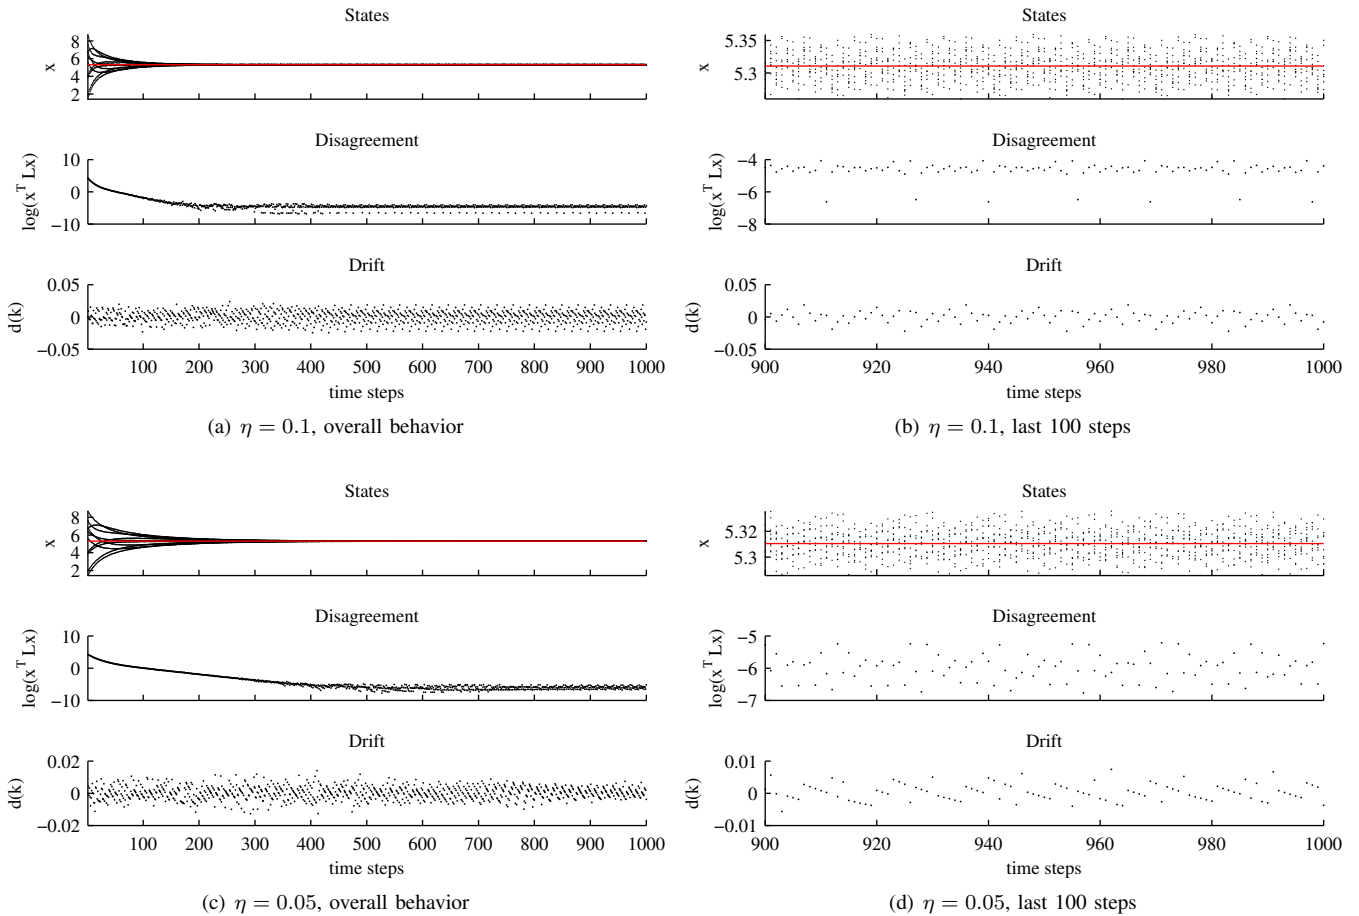 States
8
6
4
2
x
Disagreement
10
0
−10
log(x^T Lx)
Drift
0.05
0
−0.05
d(k)
100 200 300 400 500 600 700 800 900 1000
time steps
(a) η = 0.1, overall behavior
States
5.35
5.3
x
Disagreement
−4
−6
−8
log(x^T Lx)
Drift
0.05
0
−0.05
d(k)
900 920 940 960 980 1000
time steps
(b) η = 0.1, last 100 steps
States
8
6
4
2
x
Disagreement
10
0
−10
log(x^T Lx)
Drift
0.02
0
−0.02
d(k)
100 200 300 400 500 600 700 800 900 1000
time steps
(c) η = 0.05, overall behavior
States
5.32
5.3
x
Disagreement
−5
−6
−7
log(x^T Lx)
Drift
0.01
0
−0.01
d(k)
900 920 940 960 980 1000
time steps
(d) η = 0.05, last 100 steps